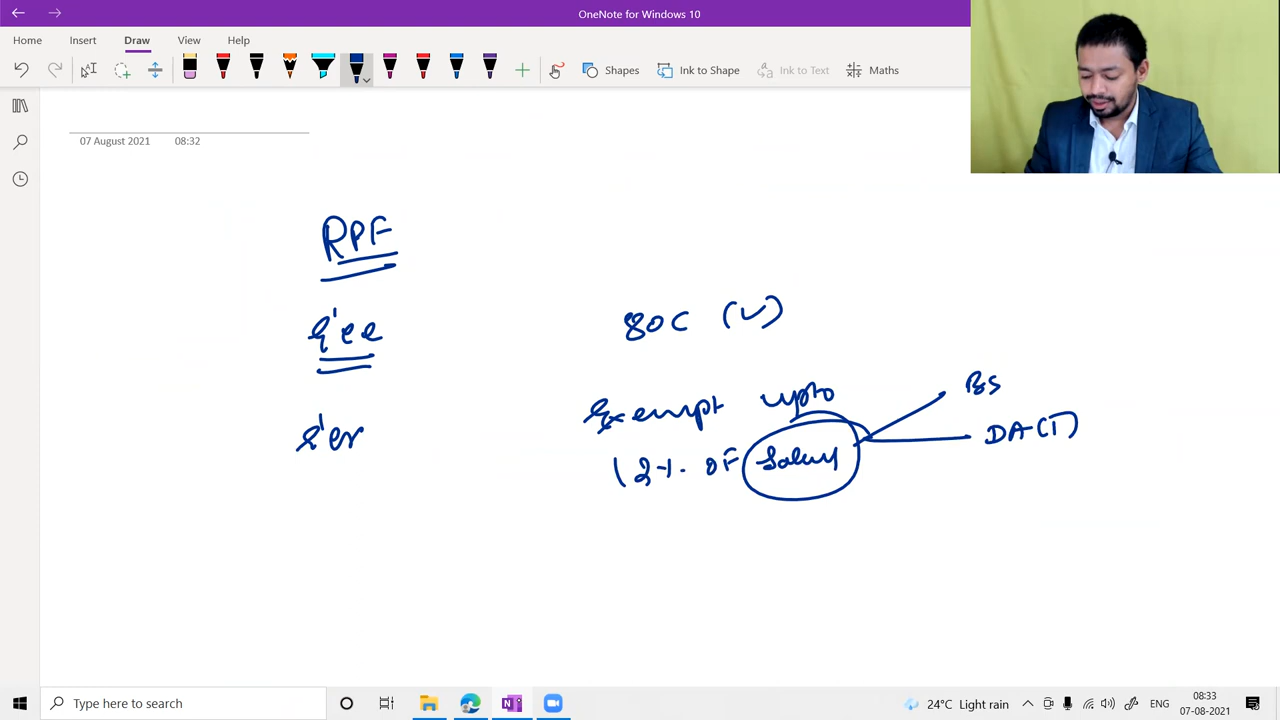 OneNote for Windows 10
Home Insert Draw View Help
Shapes Ink to Shape Ink to Text Maths
07 August 2021 08:32
RPF
E'ee 80C (✓)
Exempt upto BS
E'er 12%. OF Salary DA(T)
Type here to search
24°C Light rain ENG 08:33
07-08-2021